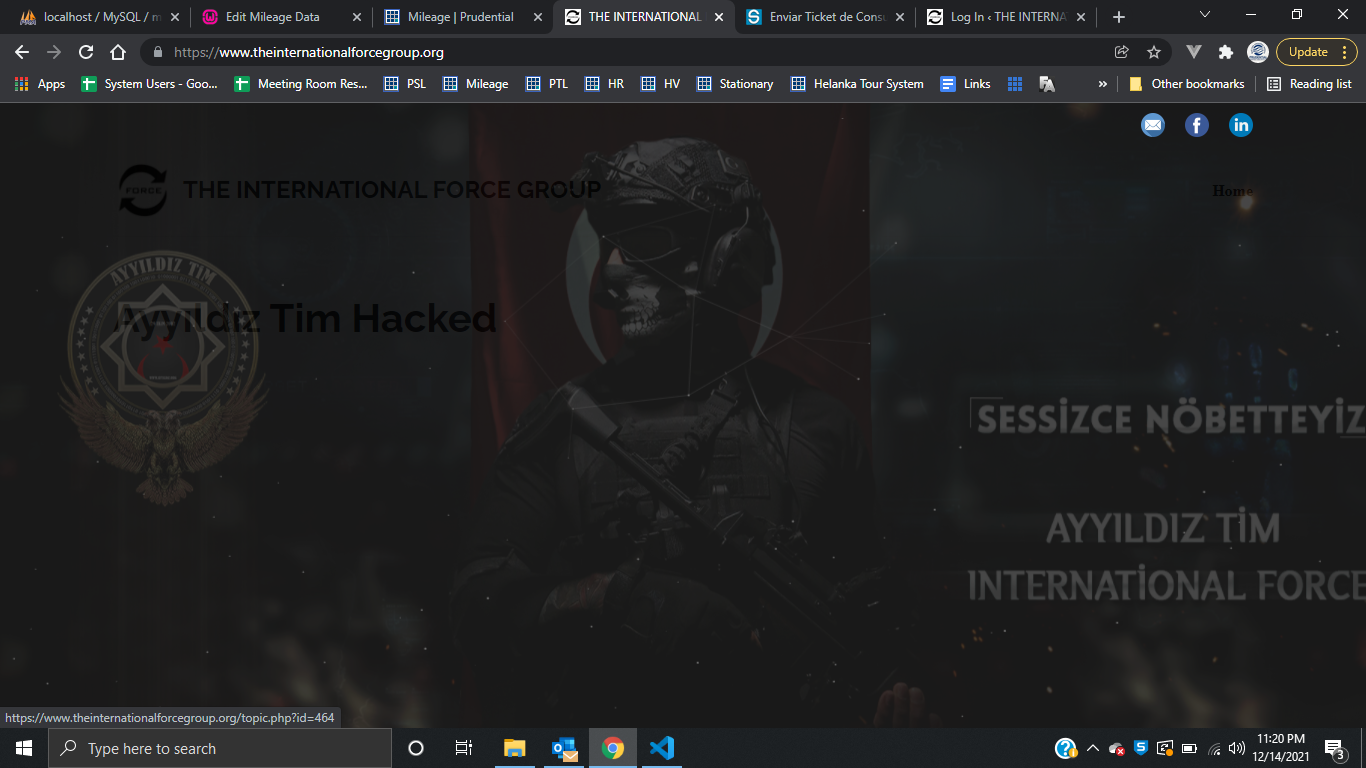 localhost / MySQL / m
Edit Mileage Data
Mileage | Prudential
THE INTERNATIONAL
Enviar Ticket de Consu
Log In ‹ THE INTERNA
https://www.theinternationalforcegroup.org
Update
Apps
System Users - Goo...
Meeting Room Res...
PSL
Mileage
PTL
HR
HV
Stationary
Helanka Tour System
Links
»
Other bookmarks
Reading list
FORCE
THE INTERNATIONAL FORCE GROUP
Home
AYYILDIZ TİM
Ayyildiz Tim Hacked
SESSİZCE NÖBETTEYİZ
AYYILDIZ TİM
INTERNATİONAL FORCE
https://www.theinternationalforcegroup.org/topic.php?id=464
Type here to search
11:20 PM
12/14/2021
3